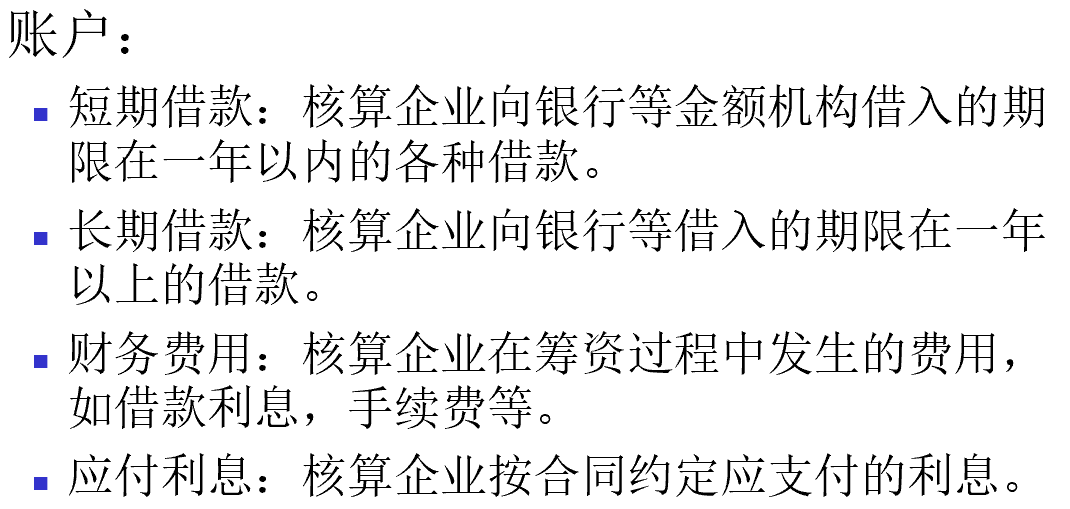 账户：
短期借款：核算企业向银行等金额机构借入的期
限在一年以内的各种借款。
长期借款：核算企业向银行等借入的期限在一年
以上的借款。
财务费用：核算企业在筹资过程中发生的费用，
如借款利息，手续费等。
应付利息：核算企业按合同约定应支付的利息。